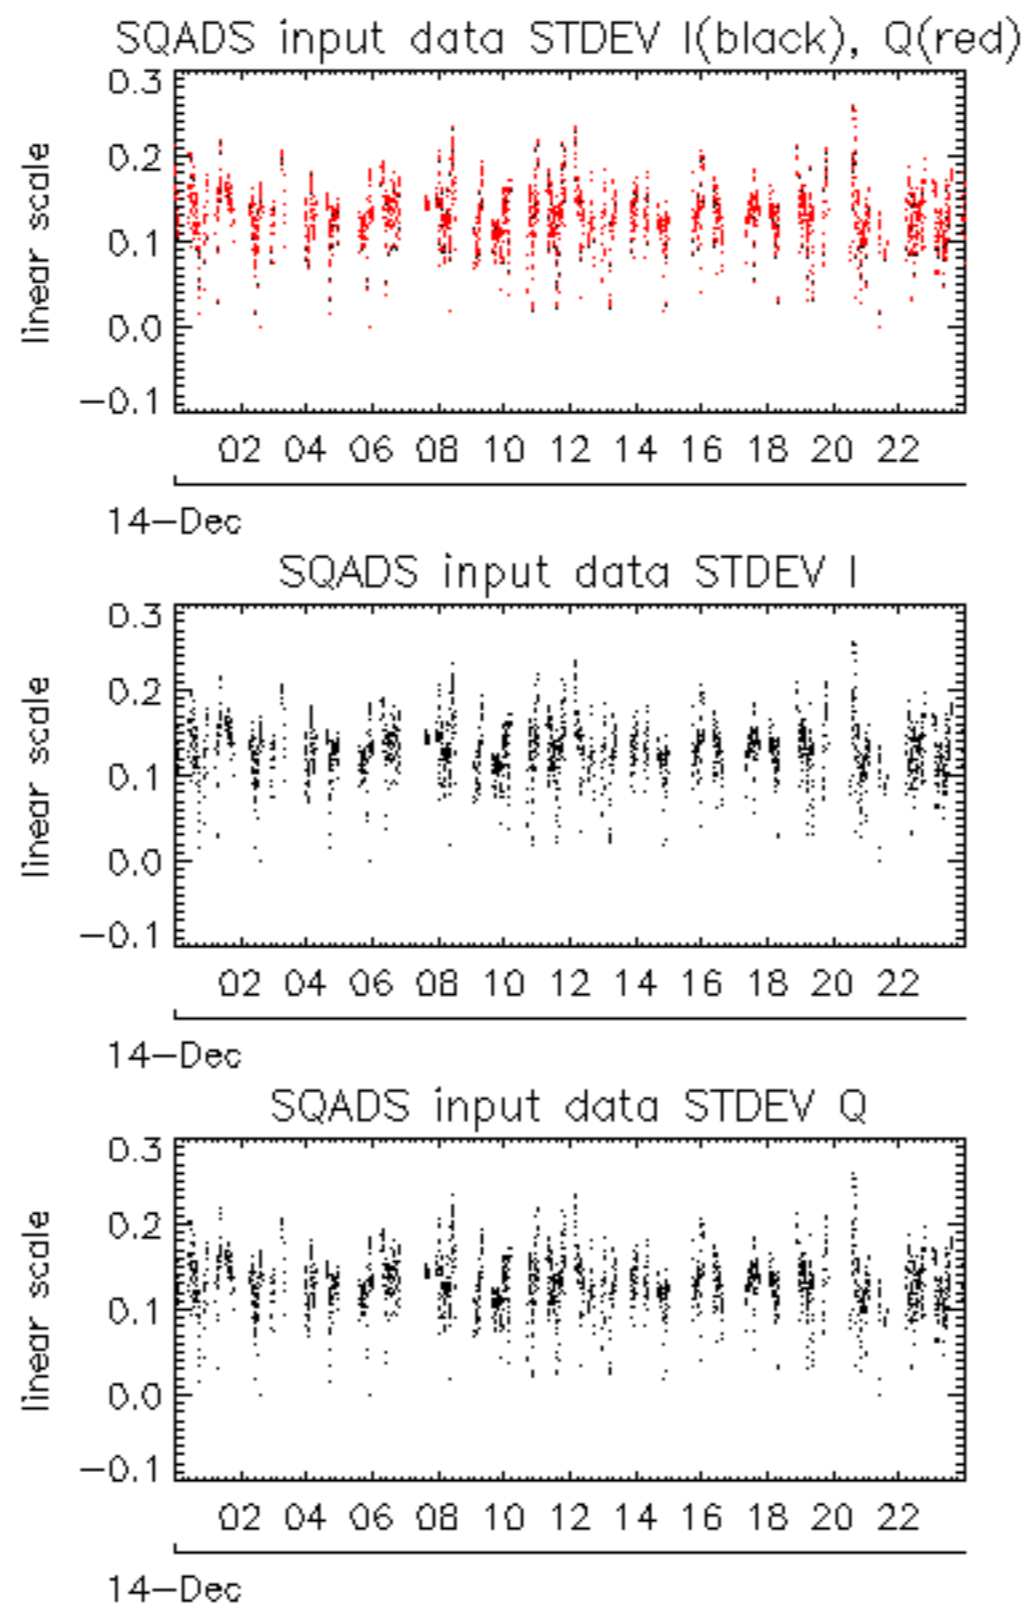 SQADS input data STDEV I(black), Q(red)
linear scale
0.3
0.2
0.1
0.0
−0.1
02 04 06 08 10 12 14 16 18 20 22
14−Dec
SQADS input data STDEV I
linear scale
0.3
0.2
0.1
0.0
−0.1
02 04 06 08 10 12 14 16 18 20 22
14−Dec
SQADS input data STDEV Q
linear scale
0.3
0.2
0.1
0.0
−0.1
02 04 06 08 10 12 14 16 18 20 22
14−Dec